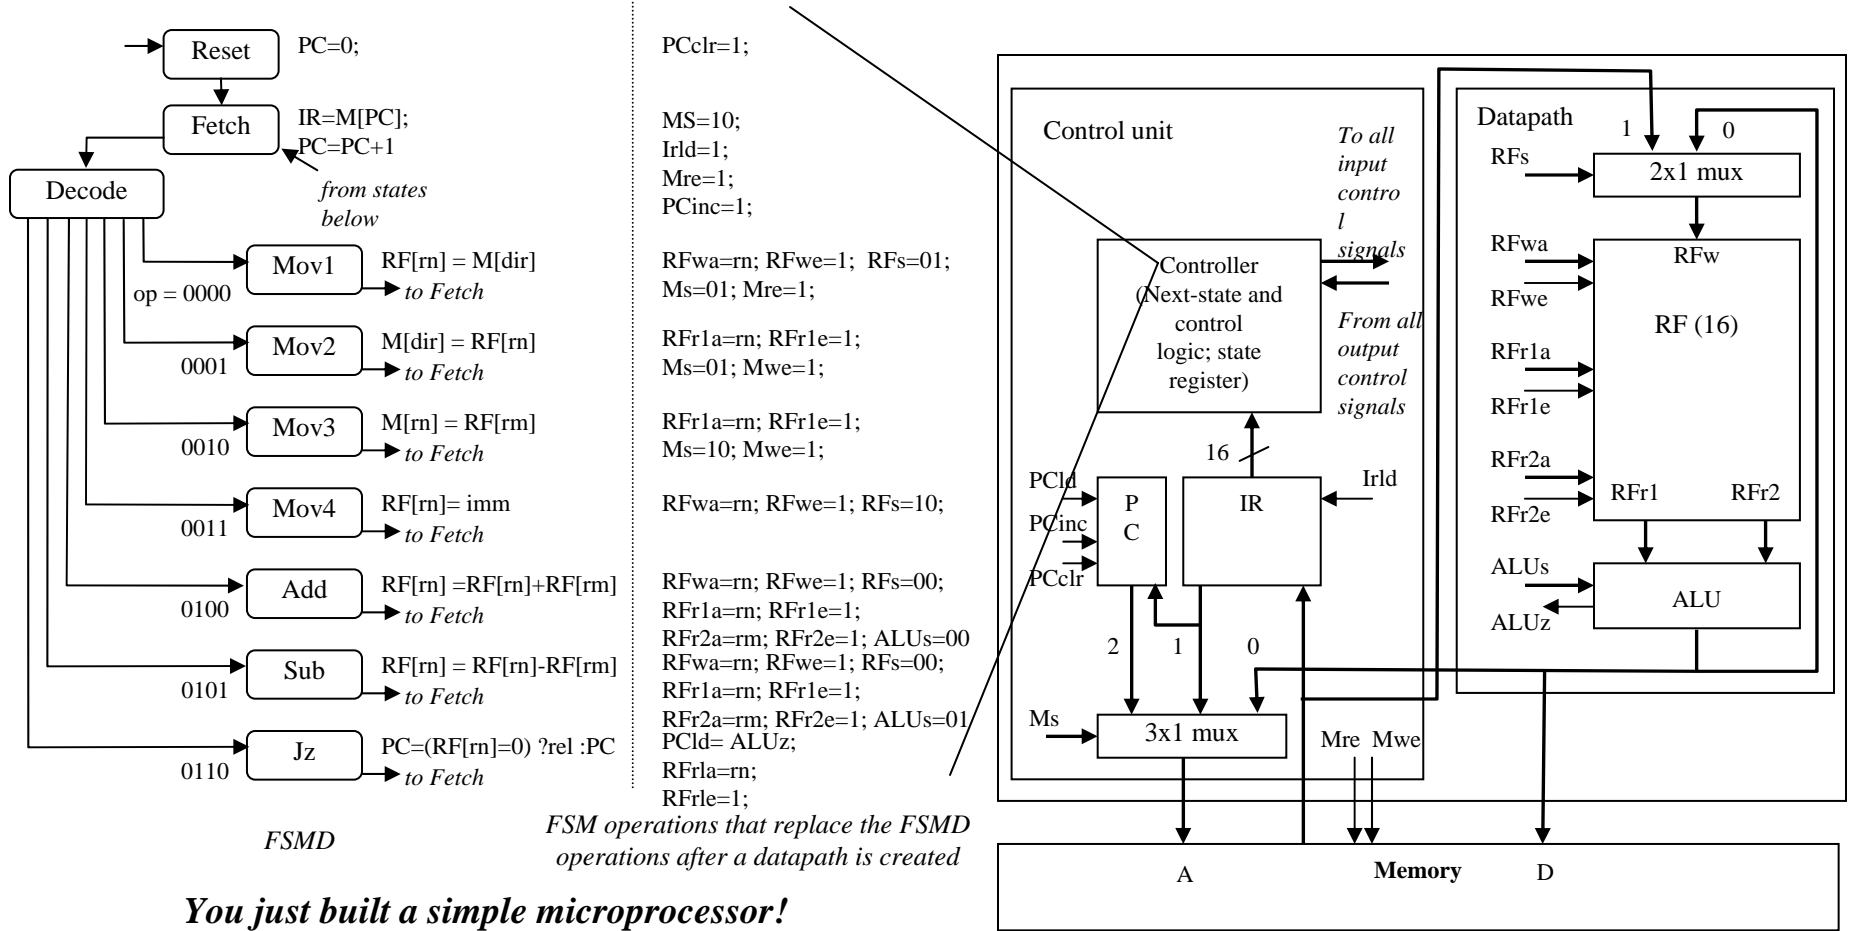 Reset
PC=0;
PCclr=1;
Fetch
IR=M[PC];
PC=PC+1
MS=10;
Irld=1;
Mre=1;
PCinc=1;
from states
below
Decode
Mov1
op = 0000
RF[rn] = M[dir]
to Fetch
RFwa=rn; RFwe=1; RFs=01;
Ms=01; Mre=1;
Mov2
0001
M[dir] = RF[rn]
to Fetch
RFr1a=rn; RFr1e=1;
Ms=01; Mwe=1;
Mov3
0010
M[rn] = RF[rm]
to Fetch
RFr1a=rn; RFr1e=1;
Ms=10; Mwe=1;
Mov4
0011
RF[rn]= imm
to Fetch
RFwa=rn; RFwe=1; RFs=10;
Add
0100
RF[rn] =RF[rn]+RF[rm]
to Fetch
RFwa=rn; RFwe=1; RFs=00;
RFr1a=rn; RFr1e=1;
RFr2a=rm; RFr2e=1; ALUs=00
Sub
0101
RF[rn] = RF[rn]-RF[rm]
to Fetch
RFwa=rn; RFwe=1; RFs=00;
RFr1a=rn; RFr1e=1;
RFr2a=rm; RFr2e=1; ALUs=01
Jz
0110
PC=(RF[rn]=0) ?rel :PC
to Fetch
PCld= ALUz;
RFrla=rn;
RFrle=1;
FSMD
FSM operations that replace the FSMD
operations after a datapath is created
You just built a simple microprocessor!
Control unit
To all
input
contro
l
signals
Controller
(Next-state and
control
logic; state
register)
From all
output
control
signals
16
PCld
PCinc
PCclr
P
C
IR
Irld
2
1
0
Ms
3x1 mux
Mre
Mwe
Datapath
1
0
RFs
2x1 mux
RFwa
RFwe
RFw
RF (16)
RFr1a
RFr1e
RFr2a
RFr2e
RFr1
RFr2
ALUs
ALUz
ALU
A
Memory
D